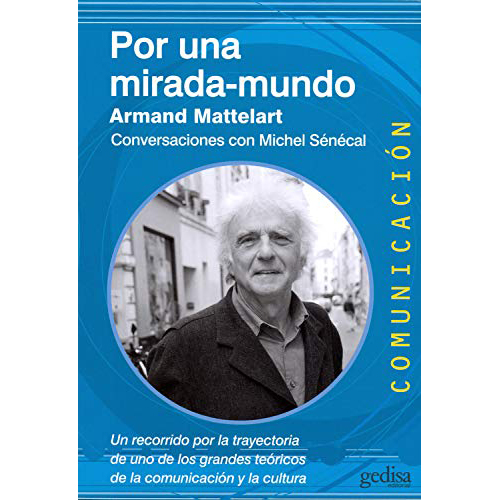 Por una
mirada-mundo
Armand Mattelart
Conversaciones con Michel Sénécal
COMUNICACIÓN
Un recorrido por la trayectoria
de uno de los grandes teóricos
de la comunicación y la cultura
gedisa
editorial